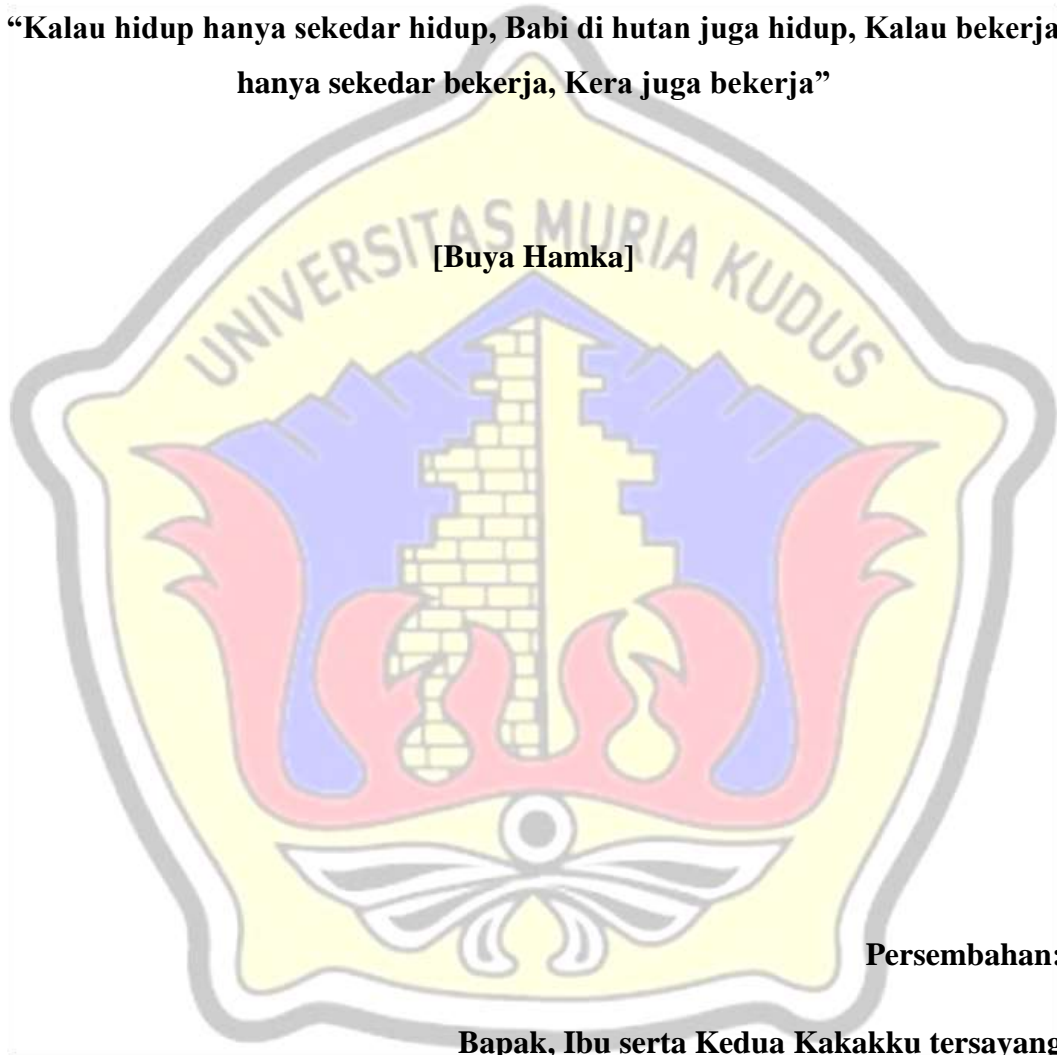 “Kalau hidup hanya sekedar hidup, Babi di hutan juga hidup, Kalau bekerja
hanya sekedar bekerja, Kera juga bekerja”
UNIVERSITAS MURIA KUDUS
[Buya Hamka]
Persembahan:
Bapak, Ibu serta Kedua Kakakku tersayang